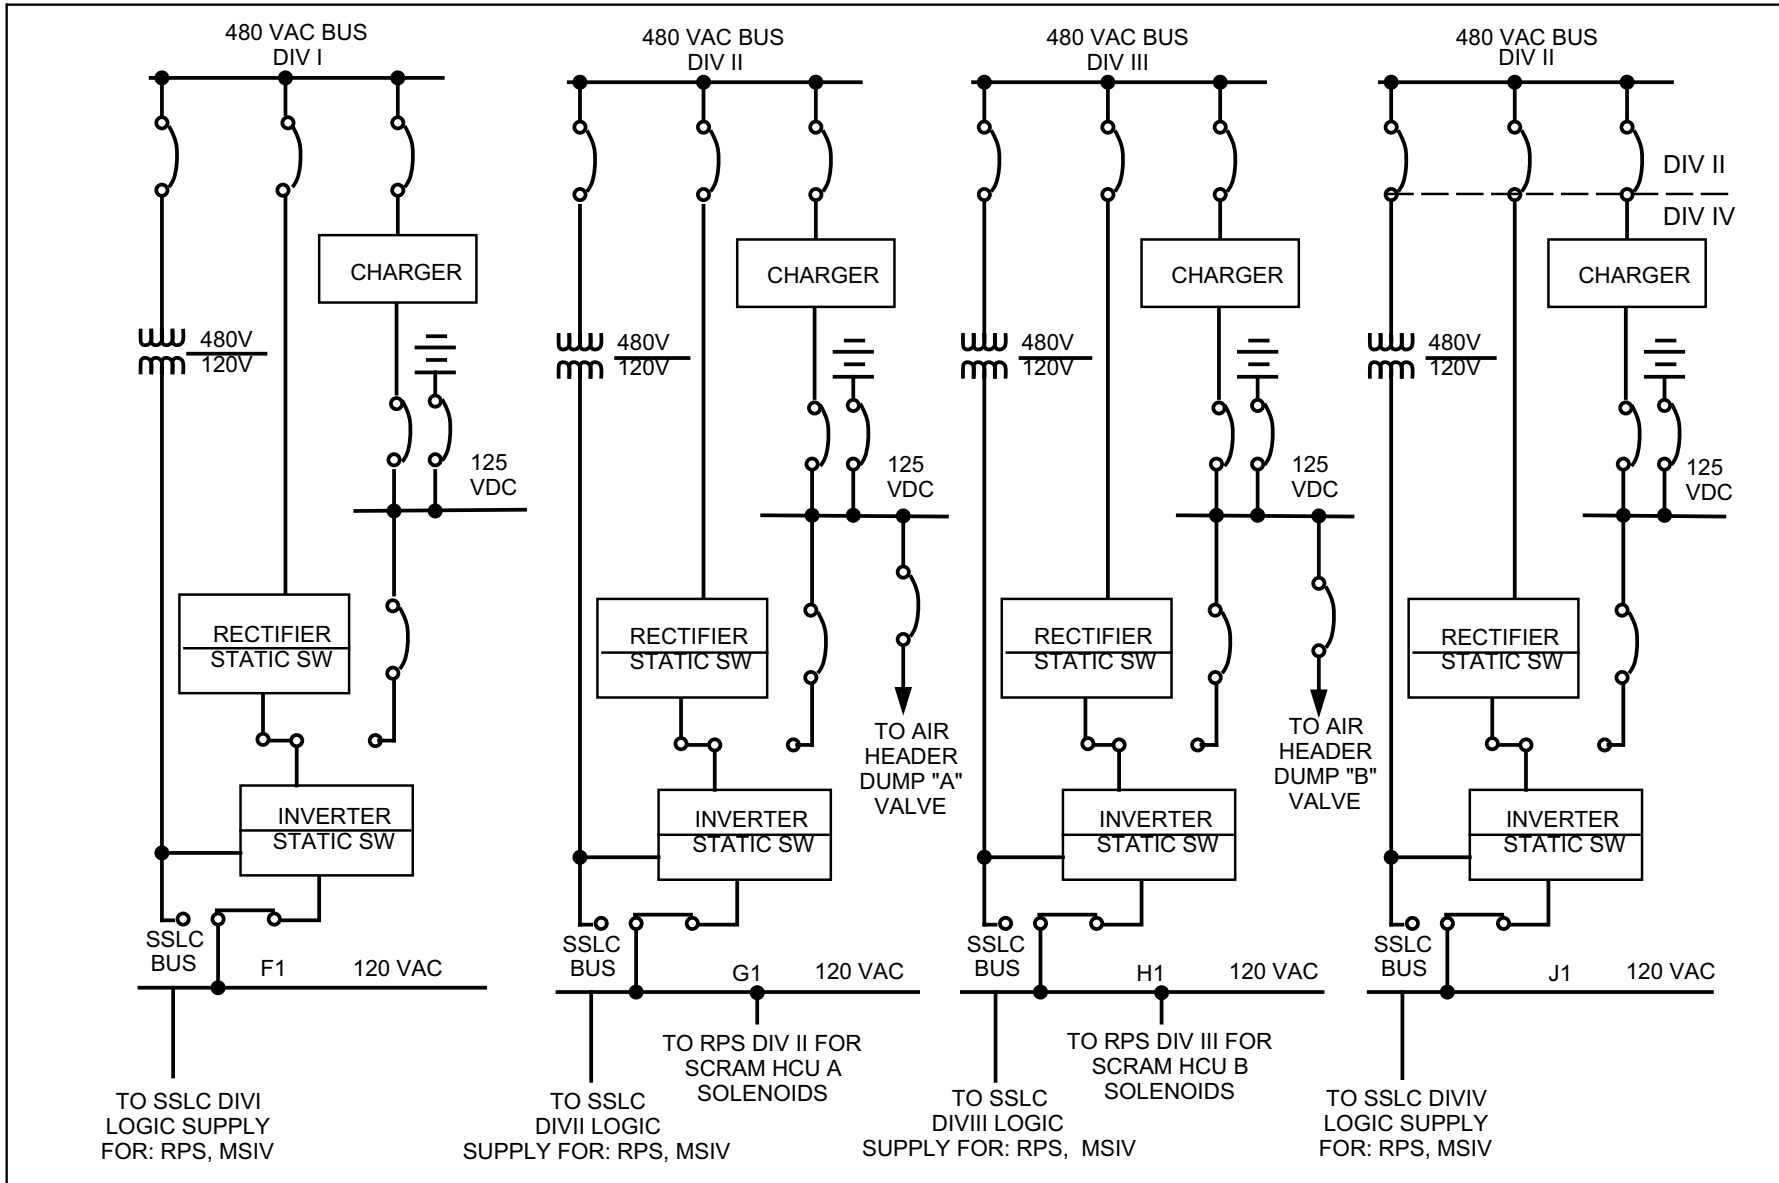 480 VAC BUS
DIV I
480 VAC BUS
DIV II
480 VAC BUS
DIV III
480 VAC BUS
DIV II
DIV II
DIV IV
CHARGER
CHARGER
CHARGER
CHARGER
480V
120V
480V
120V
480V
120V
480V
120V
125
VDC
125
VDC
125
VDC
125
VDC
RECTIFIER
STATIC SW
RECTIFIER
STATIC SW
RECTIFIER
STATIC SW
RECTIFIER
STATIC SW
TO AIR
HEADER
DUMP "A"
VALVE
TO AIR
HEADER
DUMP "B"
VALVE
INVERTER
STATIC SW
INVERTER
STATIC SW
INVERTER
STATIC SW
INVERTER
STATIC SW
SSLC
BUS
F1
120 VAC
SSLC
BUS
G1
120 VAC
SSLC
BUS
H1
120 VAC
SSLC
BUS
J1
120 VAC
TO RPS DIV II FOR
SCRAM HCU A
SOLENOIDS
TO RPS DIV III FOR
SCRAM HCU B
SOLENOIDS
TO SSLC DIVI
LOGIC SUPPLY
FOR: RPS, MSIV
TO SSLC
DIVII LOGIC
SUPPLY FOR: RPS, MSIV
TO SSLC
DIVIII LOGIC
SUPPLY FOR: RPS, MSIV
TO SSLC DIVIV
LOGIC SUPPLY
FOR: RPS, MSIV